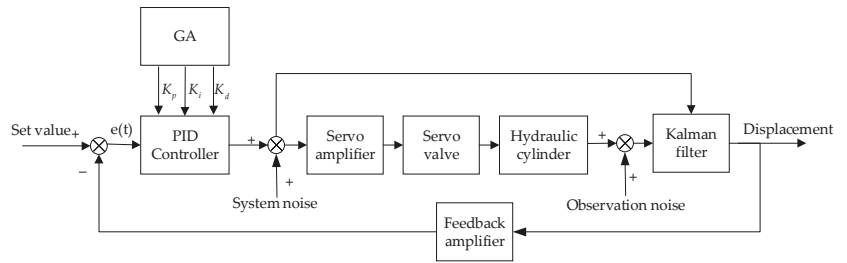 GA
Kp Ki Kd
Set value+
e(t)
PID
Controller
+
Servo
amplifier
Servo
valve
Hydraulic
cylinder
+
Kalman
filter
Displacement
−
+
System noise
+
Observation noise
Feedback
amplifier